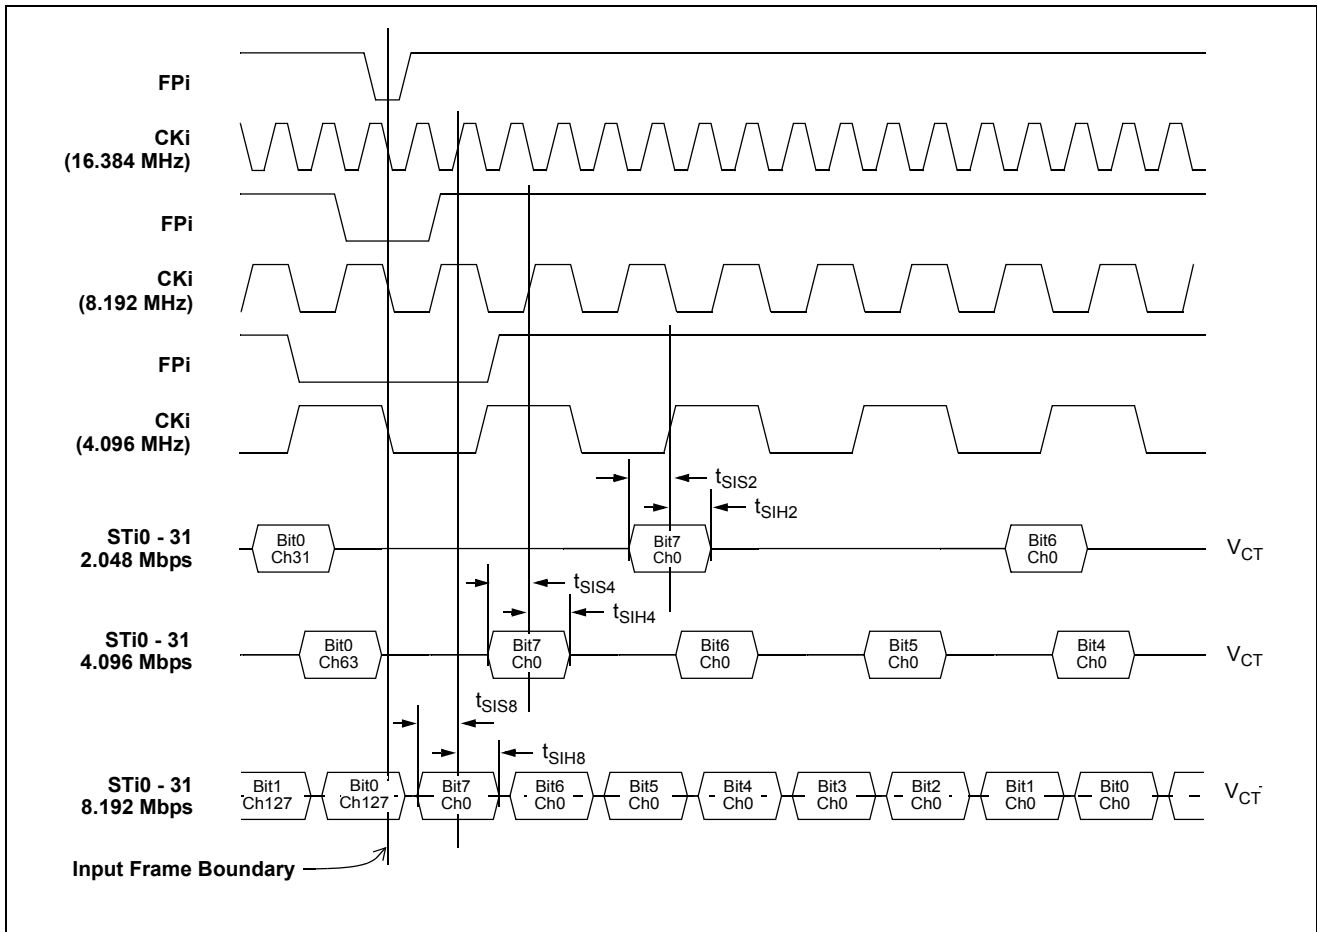 FPi
CKi
(16.384 MHz)
FPi
CKi
(8.192 MHz)
FPi
CKi
(4.096 MHz)
tSIS2
tSIH2
STi0 - 31
2.048 Mbps
Bit0
Ch31
Bit7
Ch0
Bit6
Ch0
VCT
tSIS4
tSIH4
STi0 - 31
4.096 Mbps
Bit0
Ch63
Bit7
Ch0
Bit6
Ch0
Bit5
Ch0
Bit4
Ch0
VCT
tSIS8
tSIH8
STi0 - 31
8.192 Mbps
Bit1
Ch127
Bit0
Ch127
Bit7
Ch0
Bit6
Ch0
Bit5
Ch0
Bit4
Ch0
Bit3
Ch0
Bit2
Ch0
Bit1
Ch0
Bit0
Ch0
VCT
Input Frame Boundary